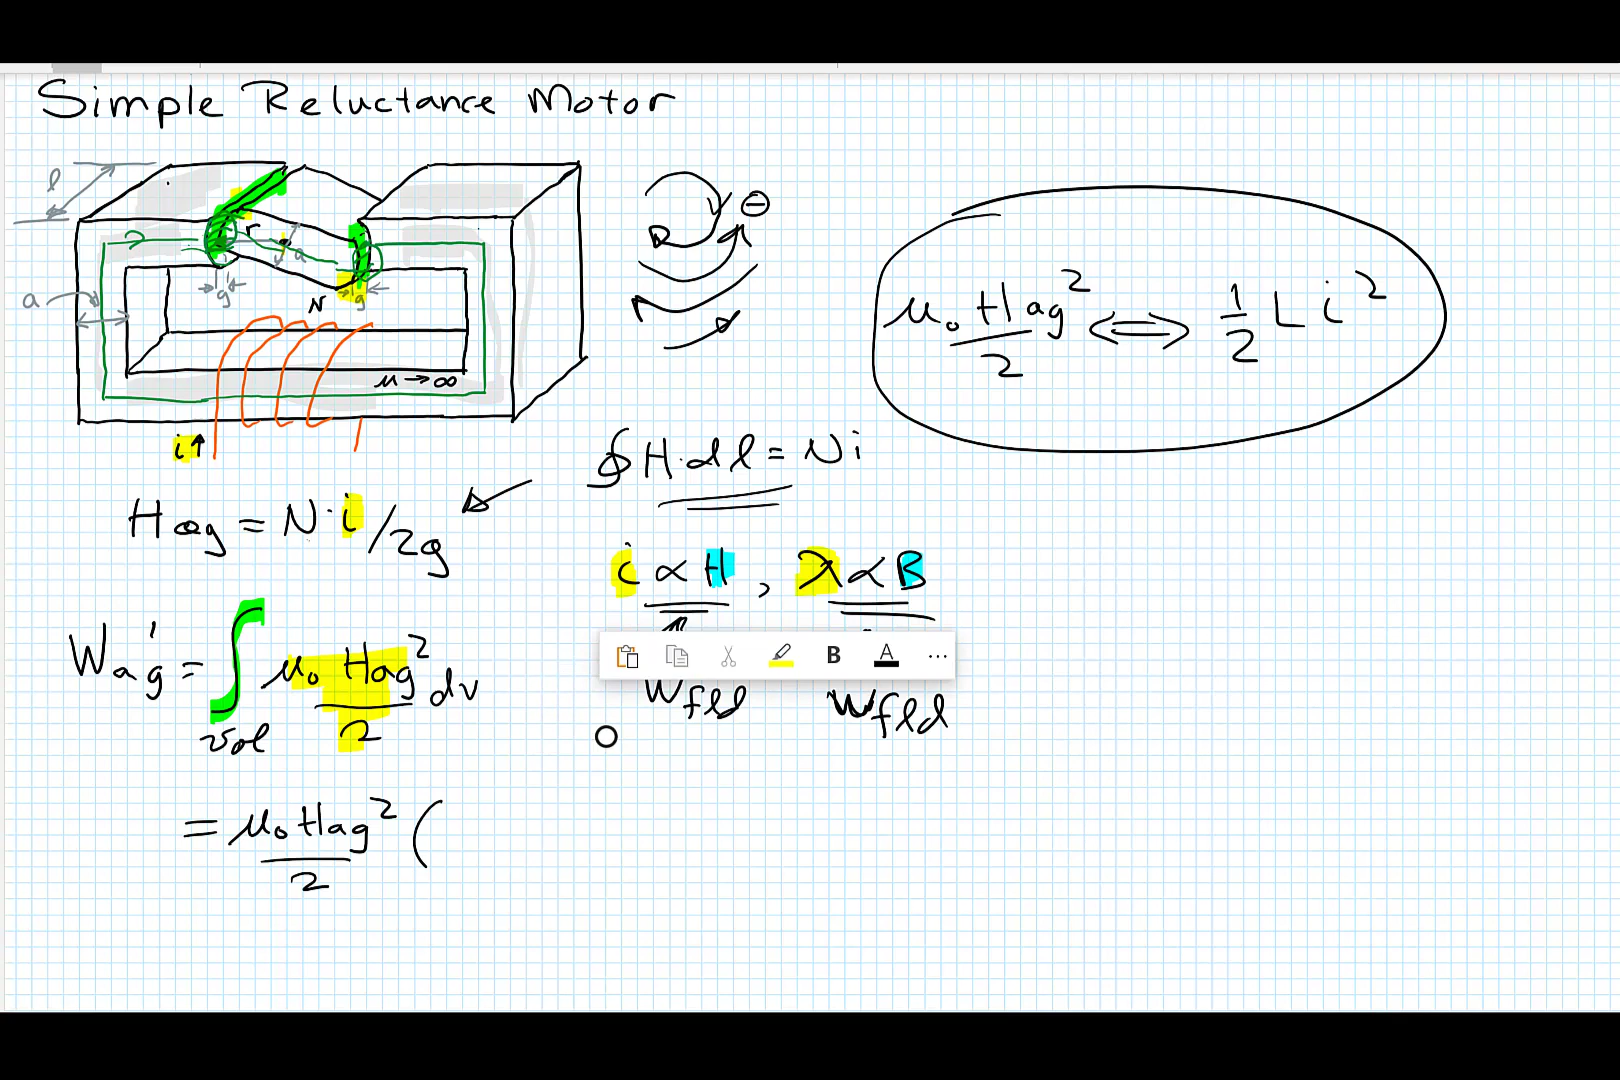 Simple Reluctance Motor
l
r
a
g
g
a
N
μ → ∞
i ↑
θ
μ₀ Hag² / 2 ⟺ 1/2 L i²
∮ H·dl = Ni
Hag = N·i / 2g
i ∝ H , λ ∝ B
Wag' = ∫vol μ₀ Hag² / 2 dv
B A ...
Wfld Wfld
= μ₀ Hag² / 2 (